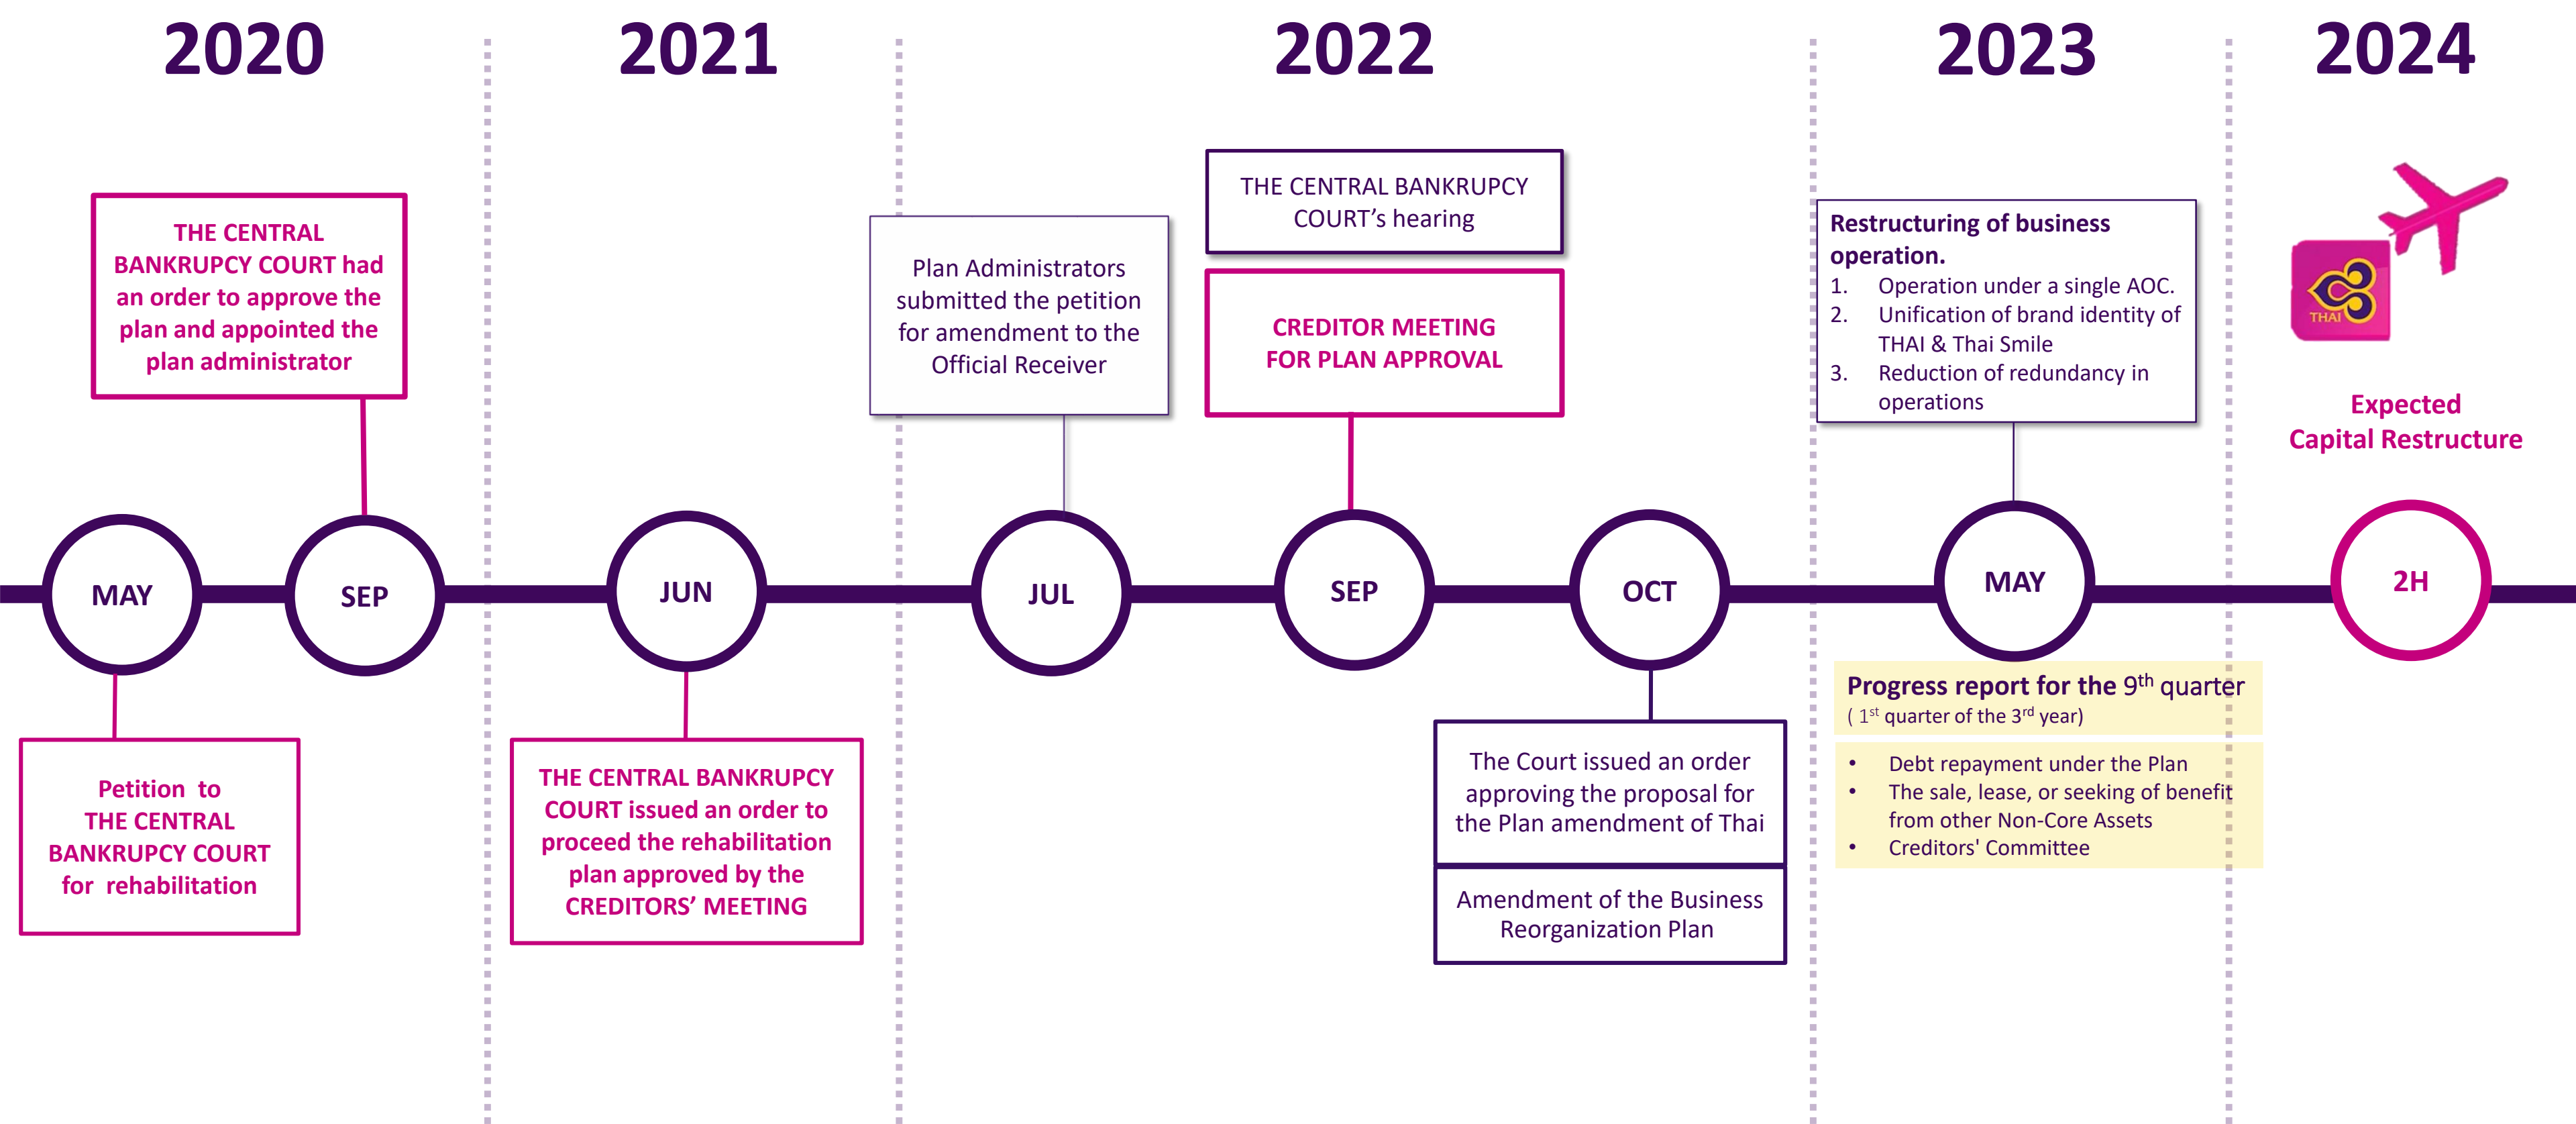 2020
2021
2022
2023
2024
THE CENTRAL
BANKRUPCY COURT had
an order to approve the
plan and appointed the
plan administrator
Plan Administrators
submitted the petition
for amendment to the
Official Receiver
THE CENTRAL BANKRUPCY
COURT’s hearing
CREDITOR MEETING
FOR PLAN APPROVAL
Restructuring of business
operation.
1. Operation under a single AOC.
2. Unification of brand identity of
THAI & Thai Smile
3. Reduction of redundancy in
operations
THAI
Expected
Capital Restructure
MAY
SEP
JUN
JUL
SEP
OCT
MAY
2H
Petition to
THE CENTRAL
BANKRUPCY COURT
for rehabilitation
THE CENTRAL BANKRUPCY
COURT issued an order to
proceed the rehabilitation
plan approved by the
CREDITORS’ MEETING
The Court issued an order
approving the proposal for
the Plan amendment of Thai
Amendment of the Business
Reorganization Plan
Progress report for the 9th quarter
( 1st quarter of the 3rd year)
• Debt repayment under the Plan
• The sale, lease, or seeking of benefit
from other Non-Core Assets
• Creditors' Committee